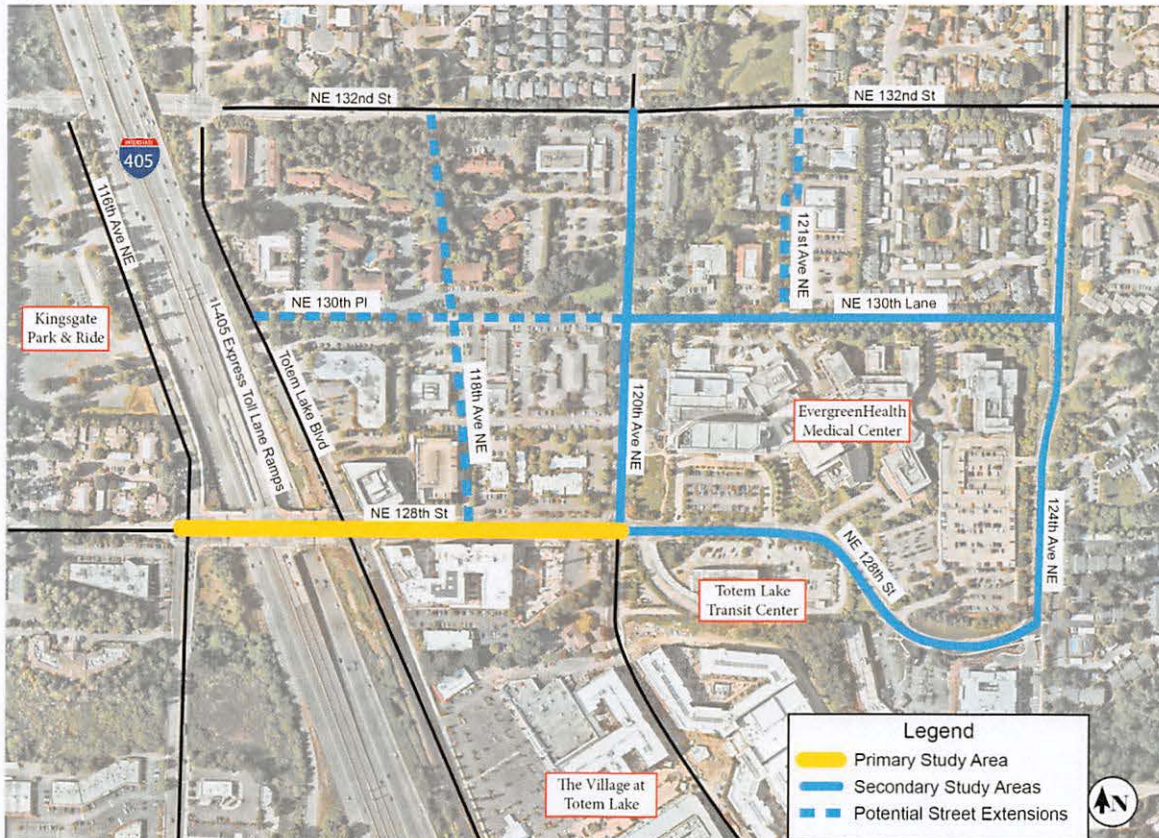 NE 132nd St
NE 132nd St
INTERSTATE
405
116th Ave NE
121st Ave NE
NE 130th Pl
NE 130th Lane
Kingsgate
Park & Ride
I-405 Express Toll Lane Ramps
Totem Lake Blvd
118th Ave NE
120th Ave NE
EvergreenHealth
Medical Center
124th Ave NE
NE 128th St
NE 128th St
Totem Lake
Transit Center
The Village at
Totem Lake
Legend
Primary Study Area
Secondary Study Areas
Potential Street Extensions
N